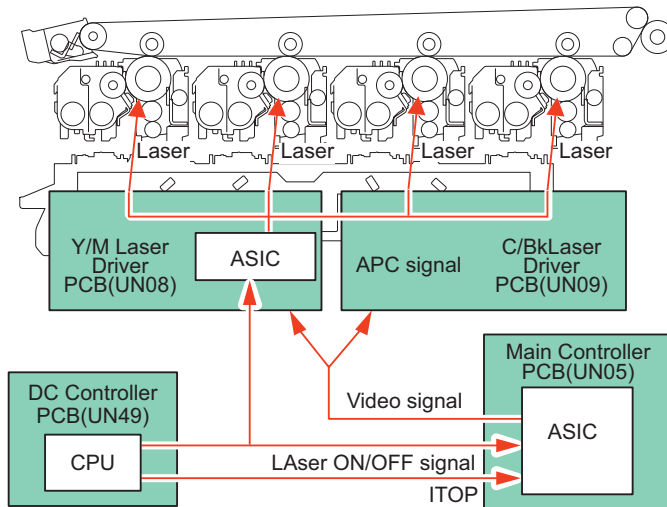 Laser
Laser
Laser
Laser
Y/M Laser
Driver
PCB(UN08)
ASIC
APC signal
C/BkLaser
Driver
PCB(UN09)
Main Controller
PCB(UN05)
DC Controller
PCB(UN49)
Video signal
ASIC
CPU
LAser ON/OFF signal
ITOP